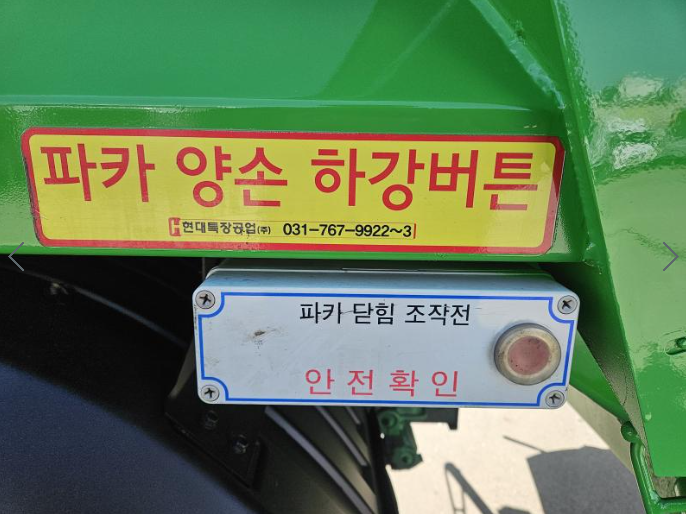 파카 양손 하강버튼
현대특장공업(주) 031-767-9922~3
파카 닫힘 조작전
안전확인